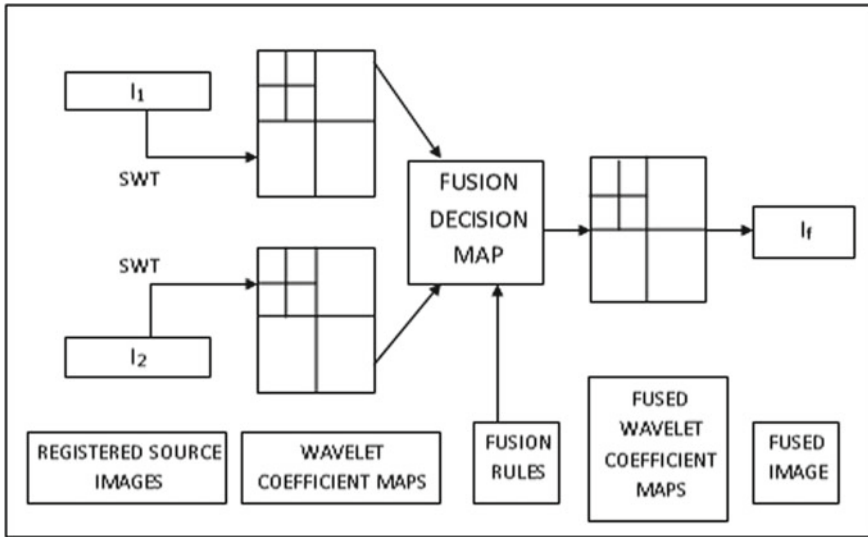 I₁
SWT
SWT
I₂
FUSION
DECISION
MAP
I_f
REGISTERED SOURCE
IMAGES
WAVELET
COEFFICIENT MAPS
FUSION
RULES
FUSED
WAVELET
COEFFICIENT
MAPS
FUSED
IMAGE